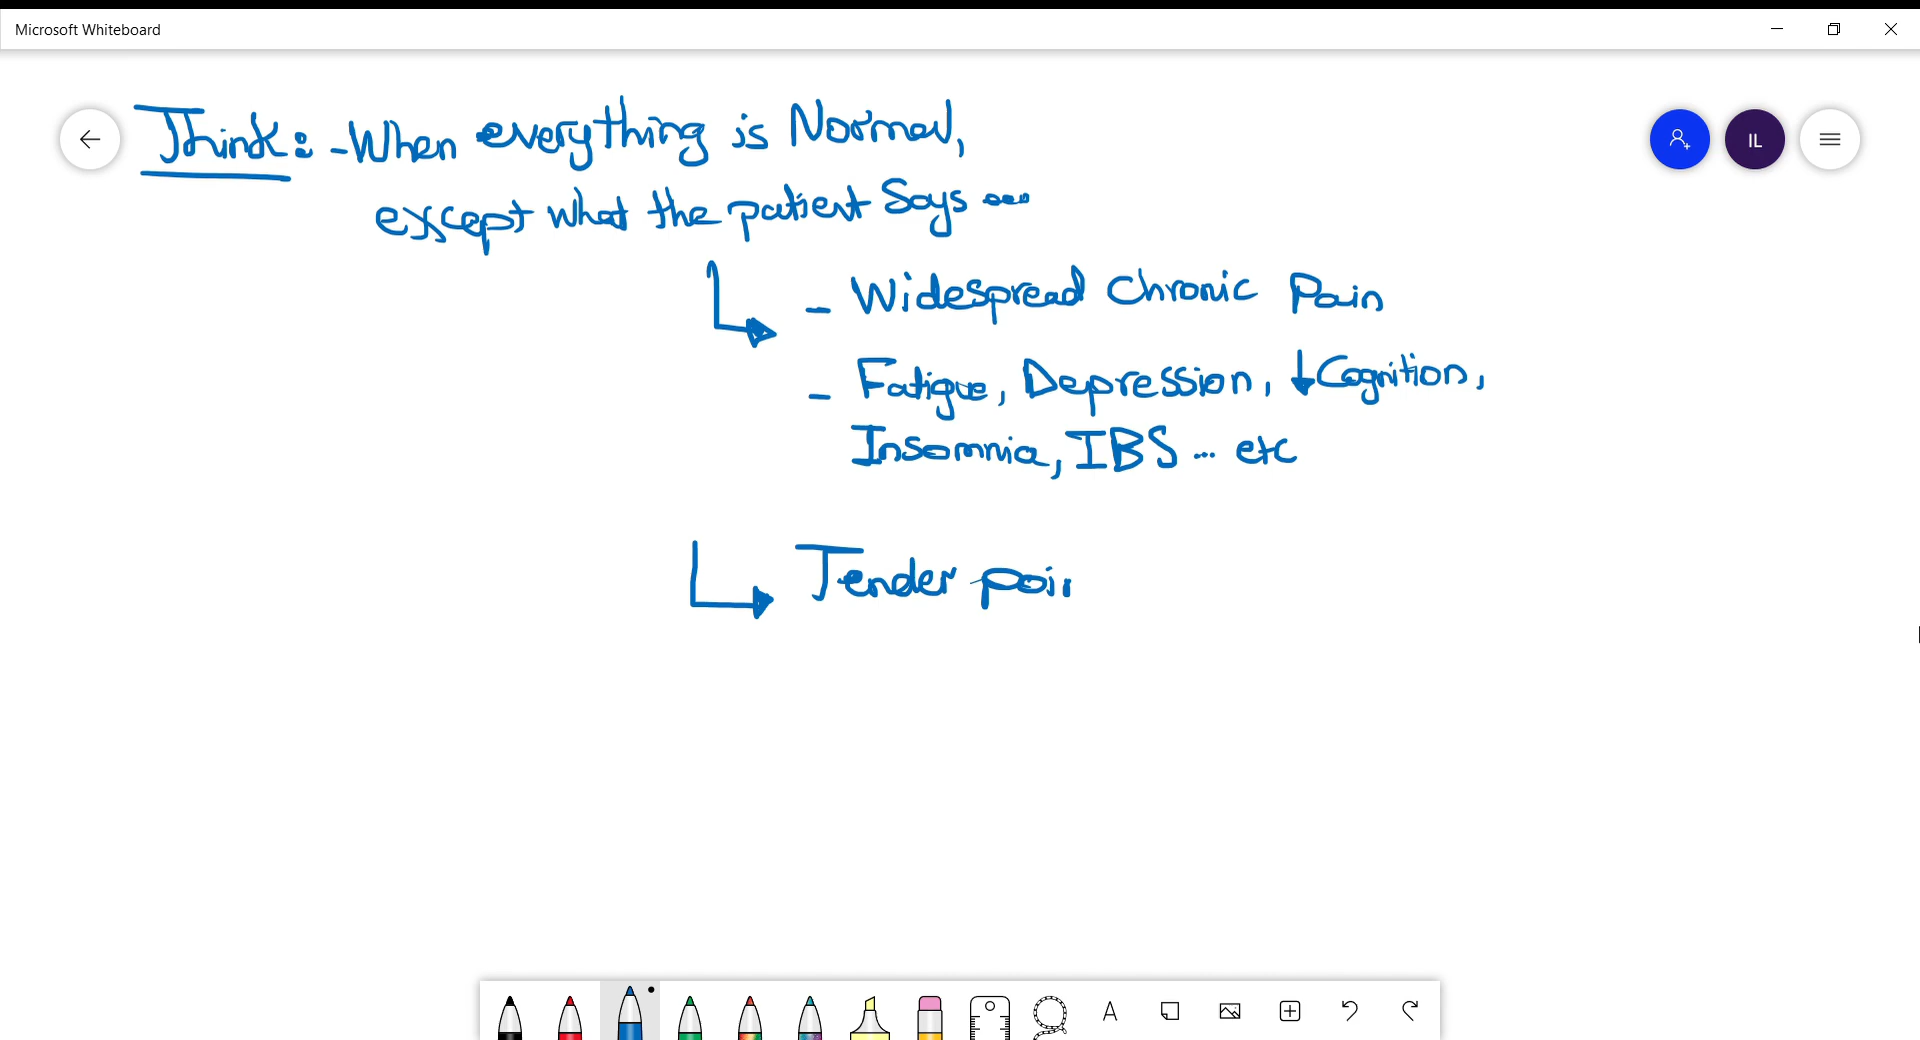 Microsoft Whiteboard
Think: - When everything is Normal,
IL
except what the patient Says ...
- Widespread Chronic Pain
- Fatigue, Depression, ↓Cognition,
Insomnia, IBS ... etc
Tender poi
A